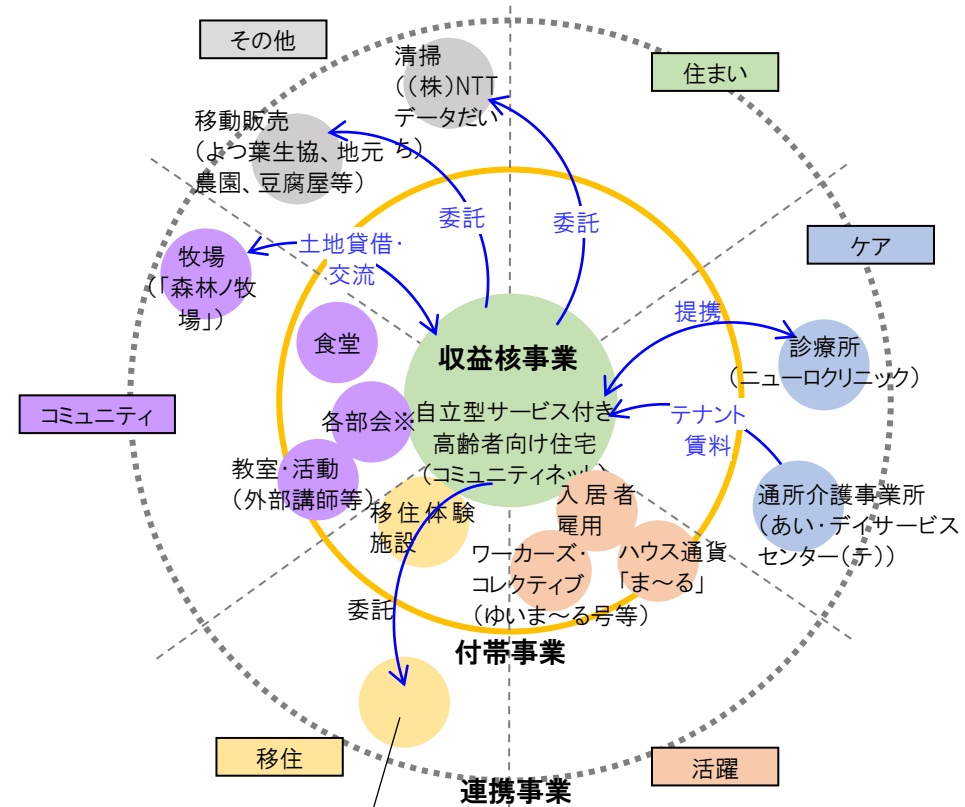 その他
清掃
((株)NTT
データだい
ち)
住まい
移動販売
(よつ葉生協、地元
農園、豆腐屋等)
委託
委託
ケア
土地貸借・
交流
牧場
(「森林ノ牧
場」)
提携
食堂
収益核事業
診療所
(ニューロクリニック)
コミュニティ
各部会※
自立型サービス付き
高齢者向け住宅
(コミュニティネット)
テナント
賃料
教室・活動
(外部講師等)
通所介護事業所
(あい・デイサービス
センター(テ))
移住体験
施設
入居者
雇用
ワーカーズ・
コレクティブ
(ゆいま～る号等)
ハウス通貨
「ま～る」
委託
付帯事業
移住
活躍
連携事業